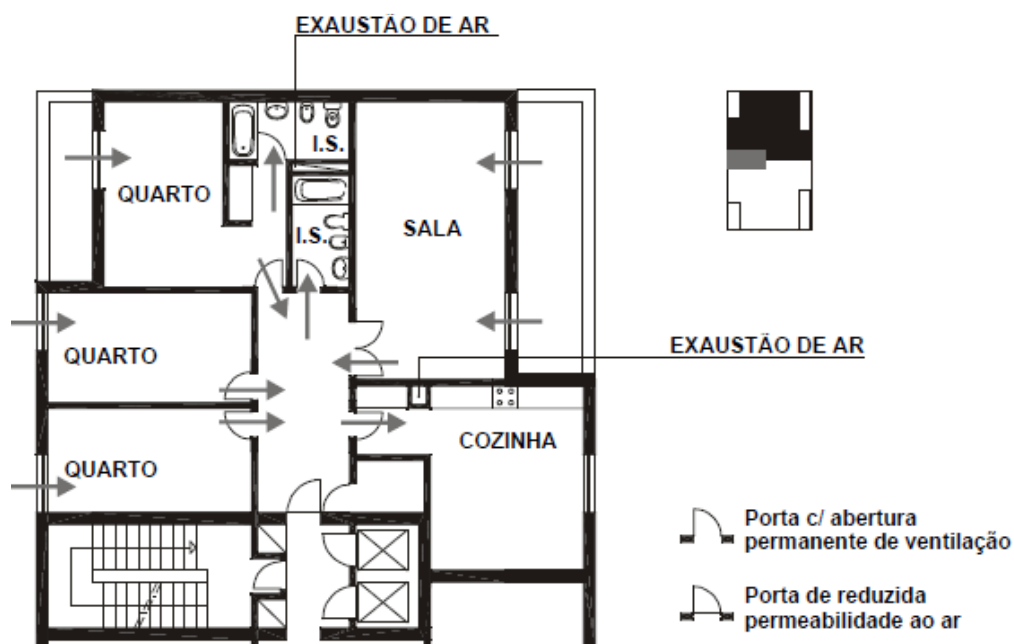 EXAUSTÃO DE AR
I.S.
QUARTO
SALA
I.S.
EXAUSTÃO DE AR
QUARTO
COZINHA
QUARTO
Porta c/ abertura
permanente de ventilação
Porta de reduzida
permeabilidade ao ar